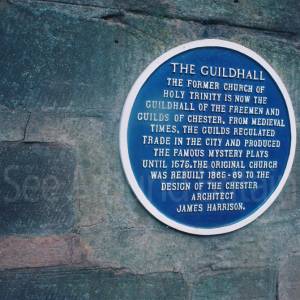 THE GUILDHALL
THE FORMER CHURCH OF
HOLY TRINITY IS NOW THE
GUILDHALL OF THE FREEMEN AND
GUILDS OF CHESTER, FROM MEDIEVAL
TIMES, THE GUILDS REGULATED
TRADE IN THE CITY AND PRODUCED
THE FAMOUS MYSTERY PLAYS
UNTIL 1675. THE ORIGINAL CHURCH
WAS REBUILT 1865-69 TO THE
DESIGN OF THE CHESTER
ARCHITECT
JAMES HARRISON.